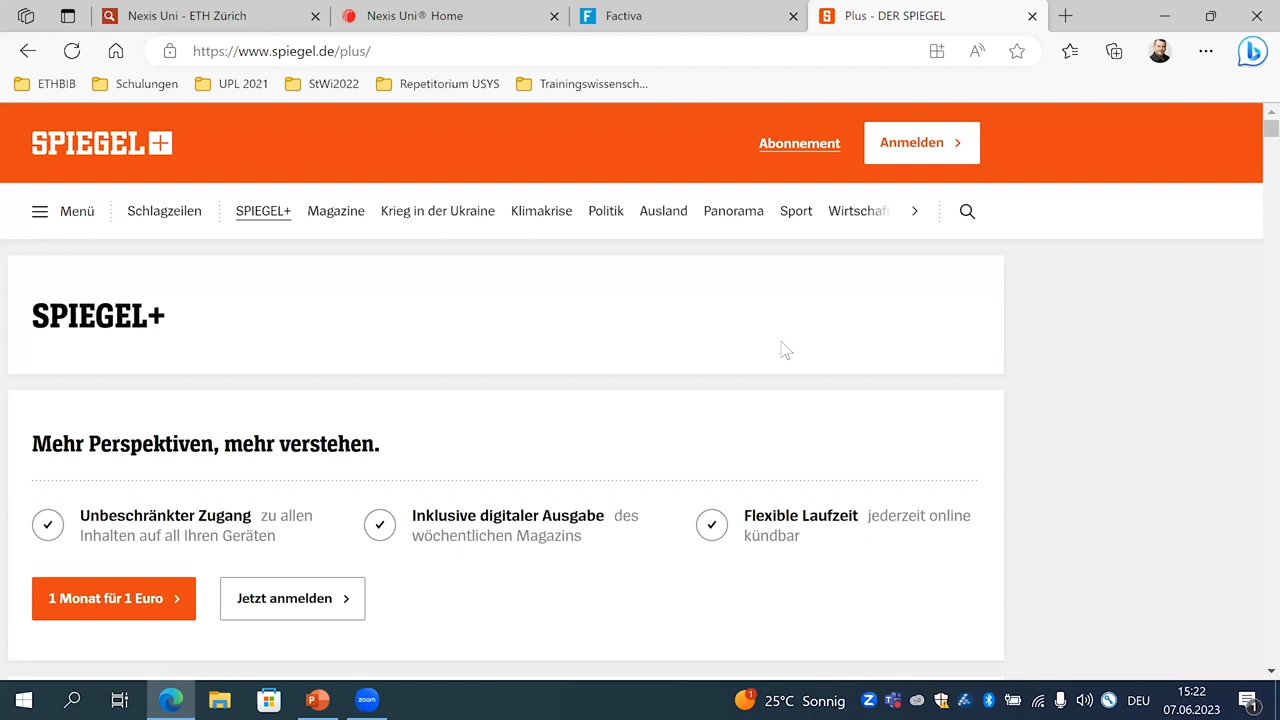 Nexis Uni - ETH Zürich
Nexis Uni® Home
Factiva
Plus - DER SPIEGEL
https://www.spiegel.de/plus/
ETHBIB
Schulungen
UPL 2021
StWi2022
Repetitorium USYS
Trainingswissensch...
SPIEGEL+
Abonnement
Anmelden
Menü
Schlagzeilen
SPIEGEL+
Magazine
Krieg in der Ukraine
Klimakrise
Politik
Ausland
Panorama
Sport
Wirtschaf
SPIEGEL+
Mehr Perspektiven, mehr verstehen.
Unbeschränkter Zugang zu allen
Inhalten auf all Ihren Geräten
Inklusive digitaler Ausgabe des
wöchentlichen Magazins
Flexible Laufzeit jederzeit online
kündbar
1 Monat für 1 Euro
Jetzt anmelden
zoom
1
25°C Sonnig
DEU
15:22
07.06.2023
1